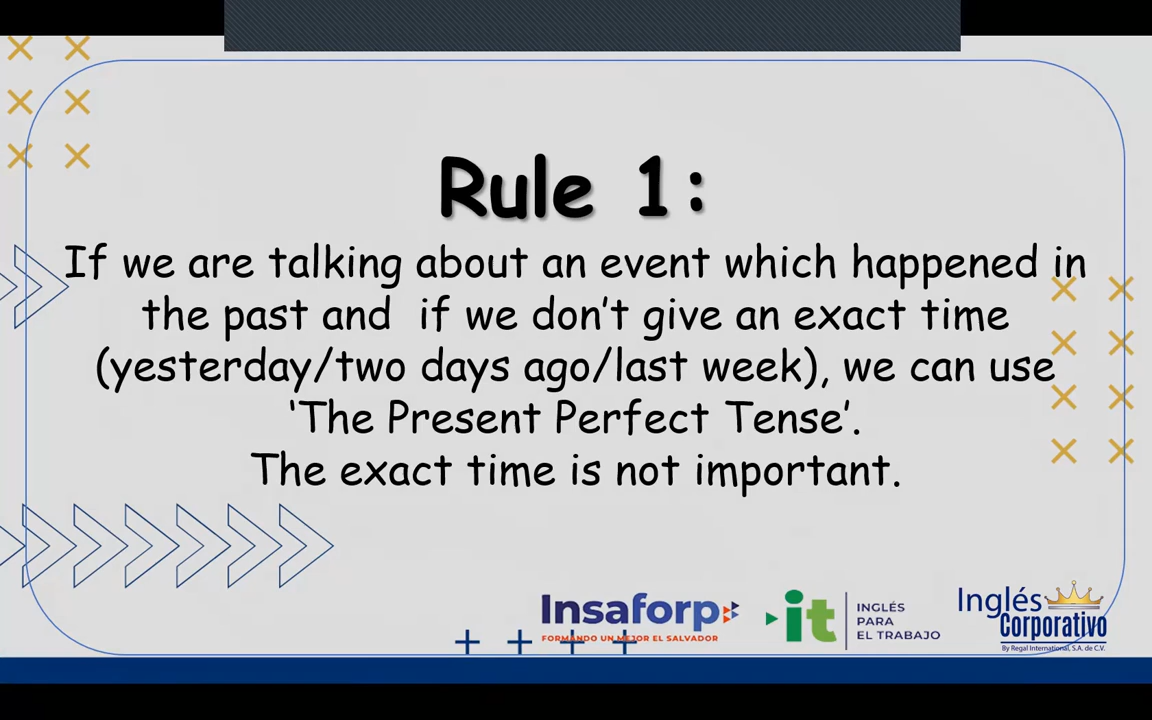 Rule 1:
If we are talking about an event which happened in
the past and if we don't give an exact time
(yesterday/two days ago/last week), we can use
‘The Present Perfect Tense’.
The exact time is not important.
Insaforp
FORMANDO UN MEJOR EL SALVADOR
it
INGLÉS
PARA
EL TRABAJO
Inglés
Corporativo
By Regal International, S.A. de C.V.